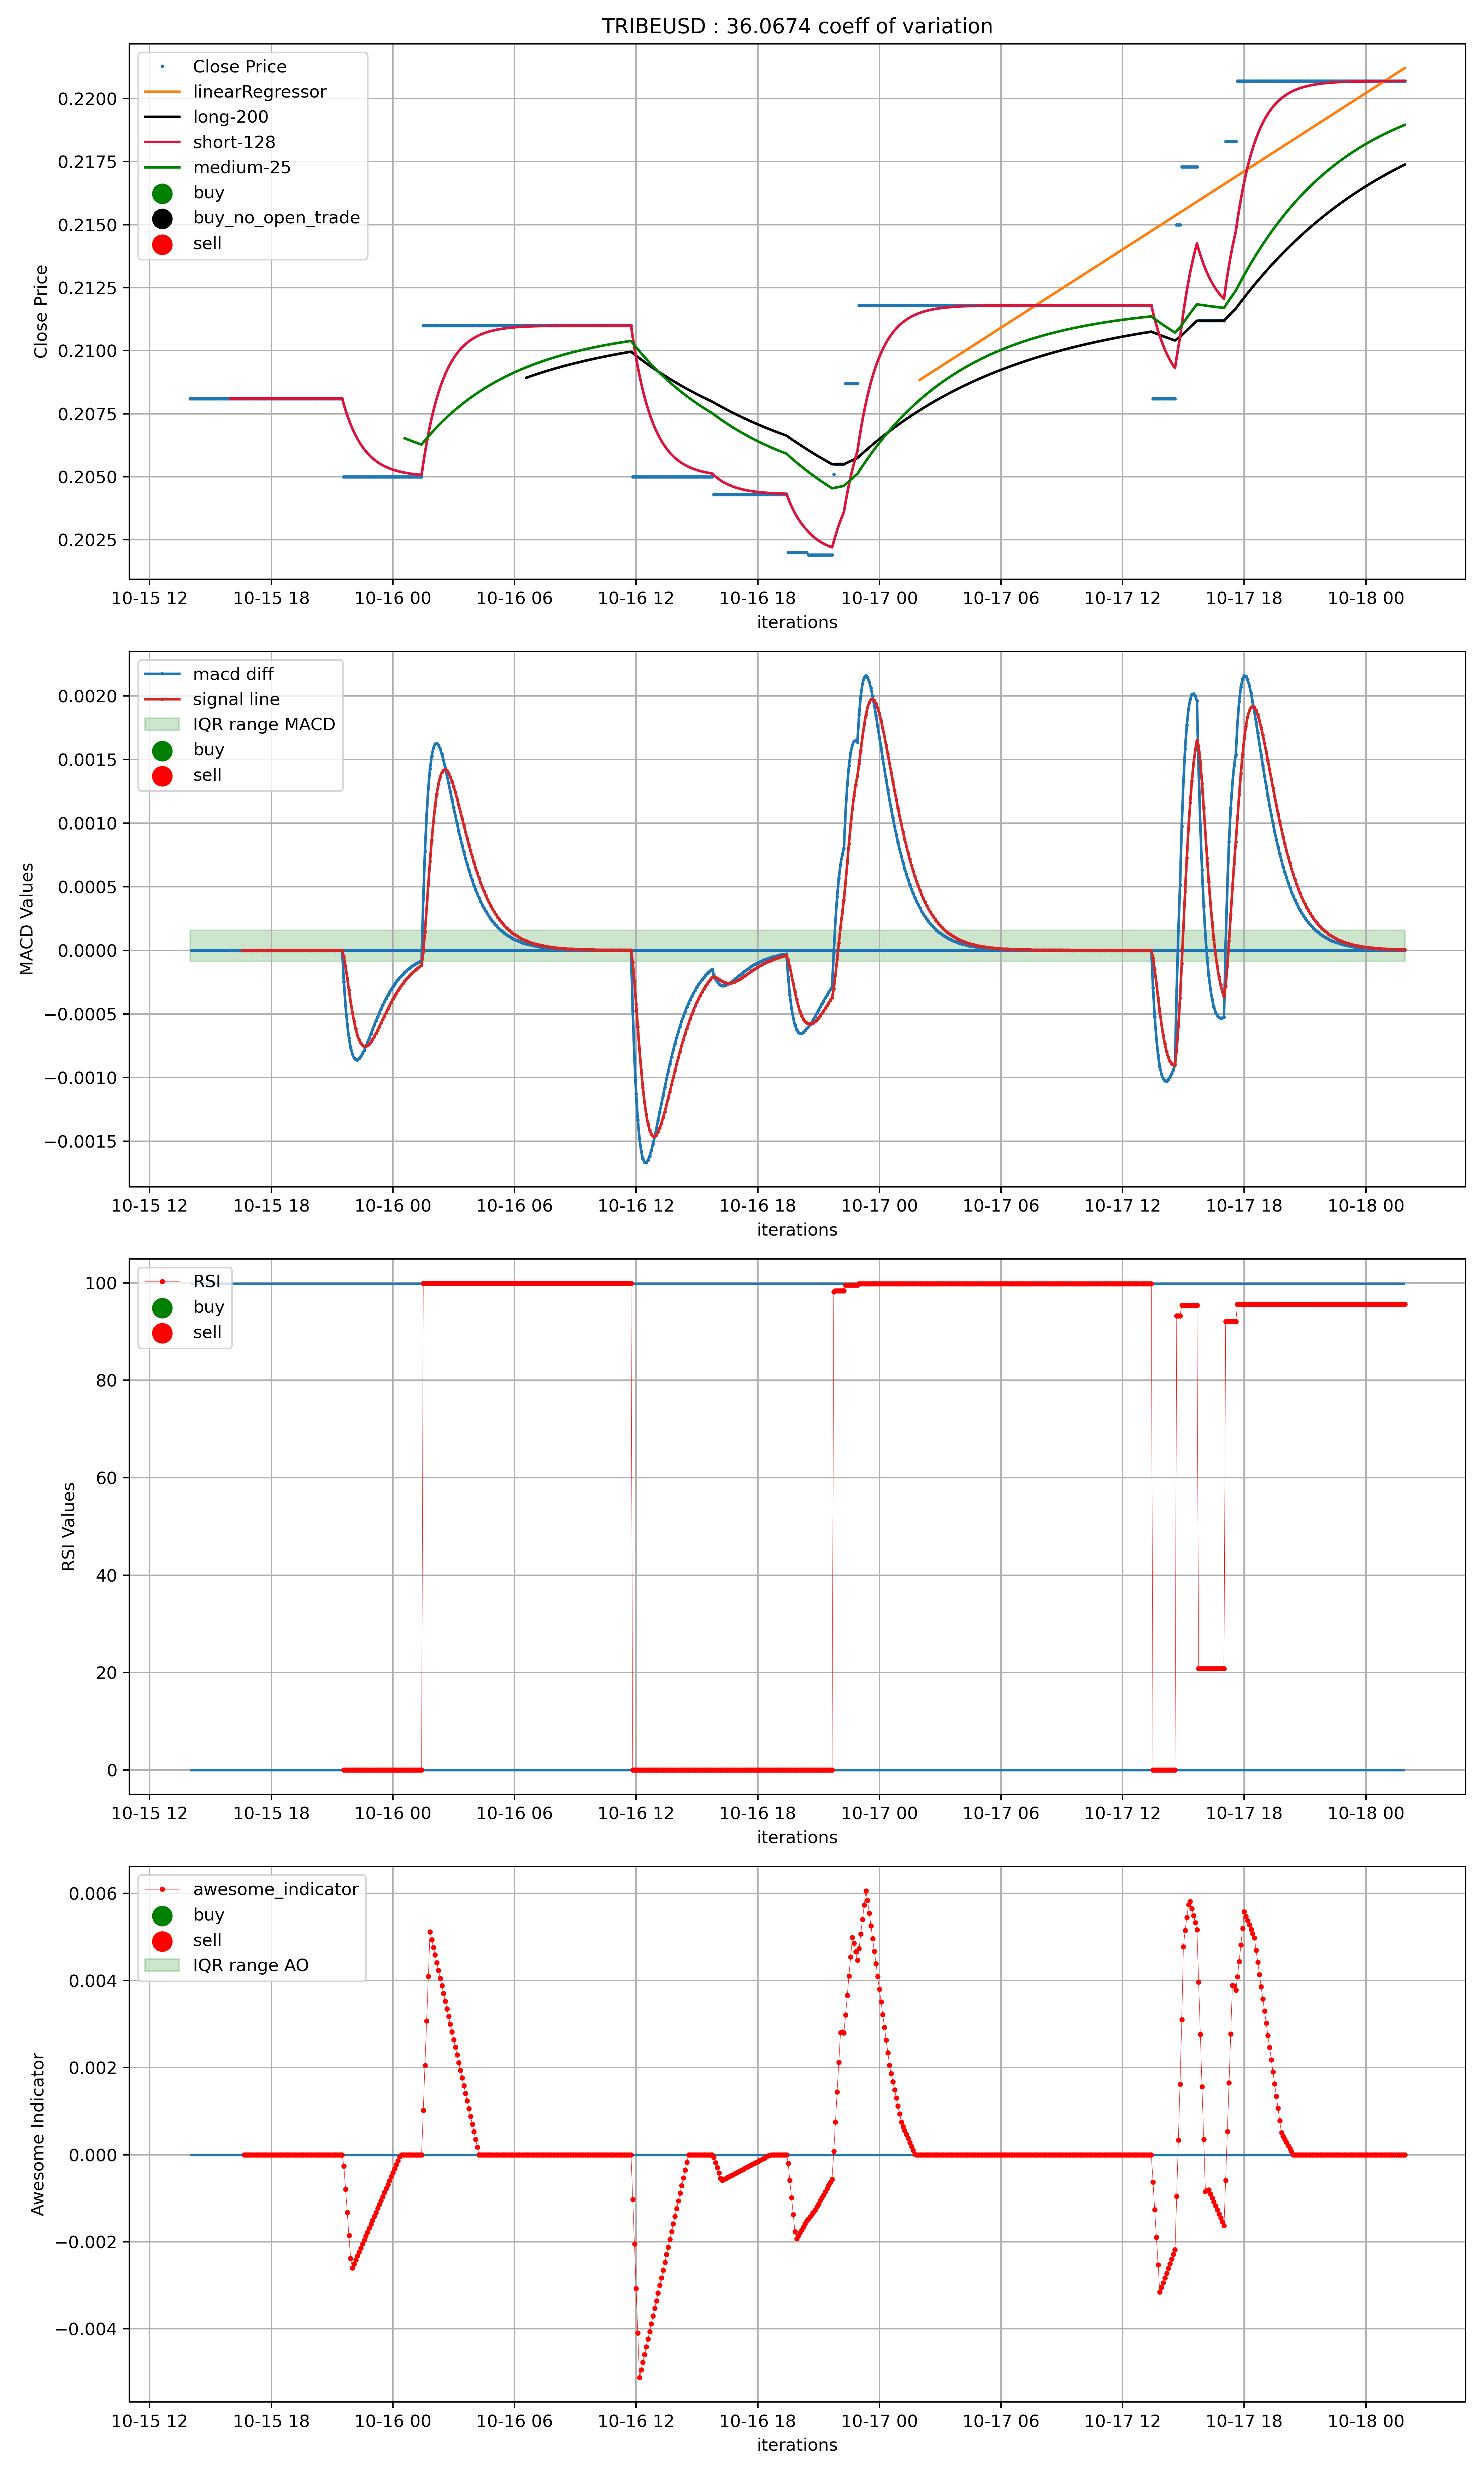 TRIBEUSD : 36.0674 coeff of variation
Close Price
linearRegressor
long-200
short-128
medium-25
buy
buy_no_open_trade
sell
0.2200
0.2175
0.2150
0.2125
0.2100
0.2075
0.2050
0.2025
Close Price
10-15 12 10-15 18 10-16 00 10-16 06 10-16 12 10-16 18 10-17 00 10-17 06 10-17 12 10-17 18 10-18 00
iterations
macd diff
signal line
IQR range MACD
buy
sell
0.0020
0.0015
0.0010
0.0005
0.0000
−0.0005
−0.0010
−0.0015
MACD Values
10-15 12 10-15 18 10-16 00 10-16 06 10-16 12 10-16 18 10-17 00 10-17 06 10-17 12 10-17 18 10-18 00
iterations
RSI
buy
sell
100
80
60
40
20
0
RSI Values
10-15 12 10-15 18 10-16 00 10-16 06 10-16 12 10-16 18 10-17 00 10-17 06 10-17 12 10-17 18 10-18 00
iterations
awesome_indicator
buy
sell
IQR range AO
0.006
0.004
0.002
0.000
−0.002
−0.004
Awesome Indicator
10-15 12 10-15 18 10-16 00 10-16 06 10-16 12 10-16 18 10-17 00 10-17 06 10-17 12 10-17 18 10-18 00
iterations